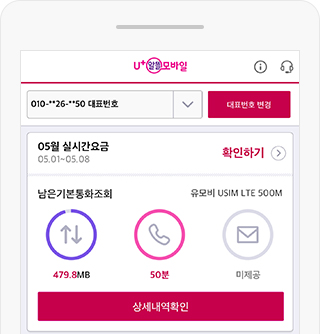 U+알뜰모바일
010-**26-**50 대표번호
대표번호 변경
05월 실시간요금
확인하기
05.01~05.08
남은기본통화조회
유모비 USIM LTE 500M
479.8MB
50분
미제공
상세내역확인